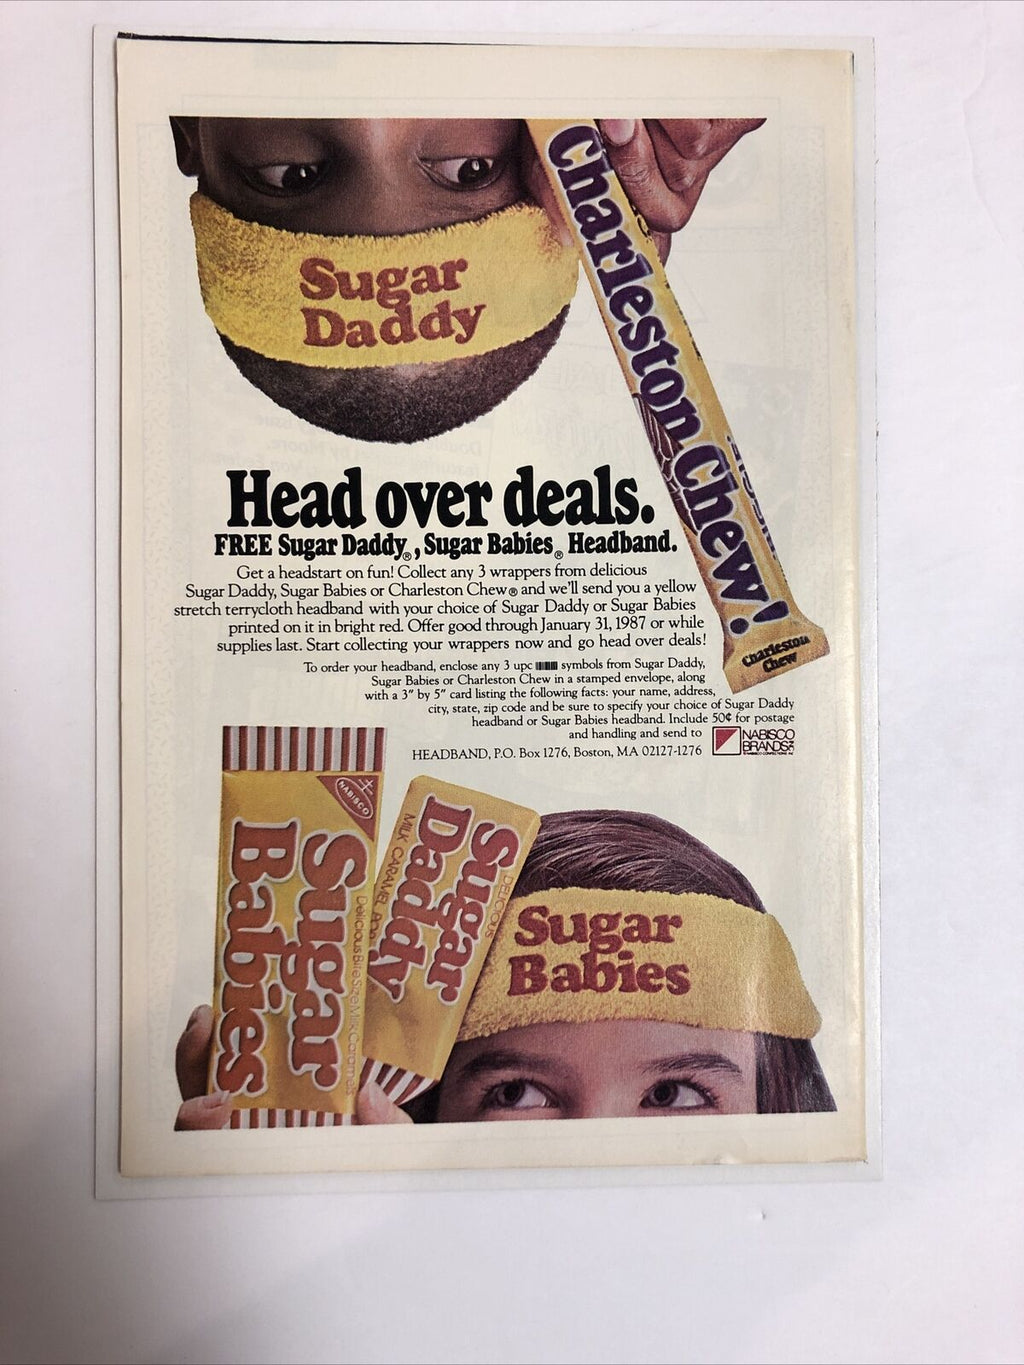 Sugar
Daddy
Charleston Chew!
Charleston
Chew
Head over deals.
FREE Sugar Daddy®, Sugar Babies® Headband.
Get a headstart on fun! Collect any 3 wrappers from delicious
Sugar Daddy, Sugar Babies or Charleston Chew® and we'll send you a yellow
stretch terrycloth headband with your choice of Sugar Daddy or Sugar Babies
printed on it in bright red. Offer good through January 31, 1987 or while
supplies last. Start collecting your wrappers now and go head over deals!
To order your headband, enclose any 3 upc symbols from Sugar Daddy,
Sugar Babies or Charleston Chew in a stamped envelope, along
with a 3" by 5" card listing the following facts: your name, address,
city, state, zip code and be sure to specify your choice of Sugar Daddy
headband or Sugar Babies headband. Include 50¢ for postage
and handling and send to
HEADBAND, P.O. Box 1276, Boston, MA 02127-1276
NABISCO
BRANDS
NABISCO
Sugar
Babies
Delicious Bite Size Milk Caramels
DELICIOUS
Sugar
Daddy
MILK CARAMEL POP
Sugar
Babies